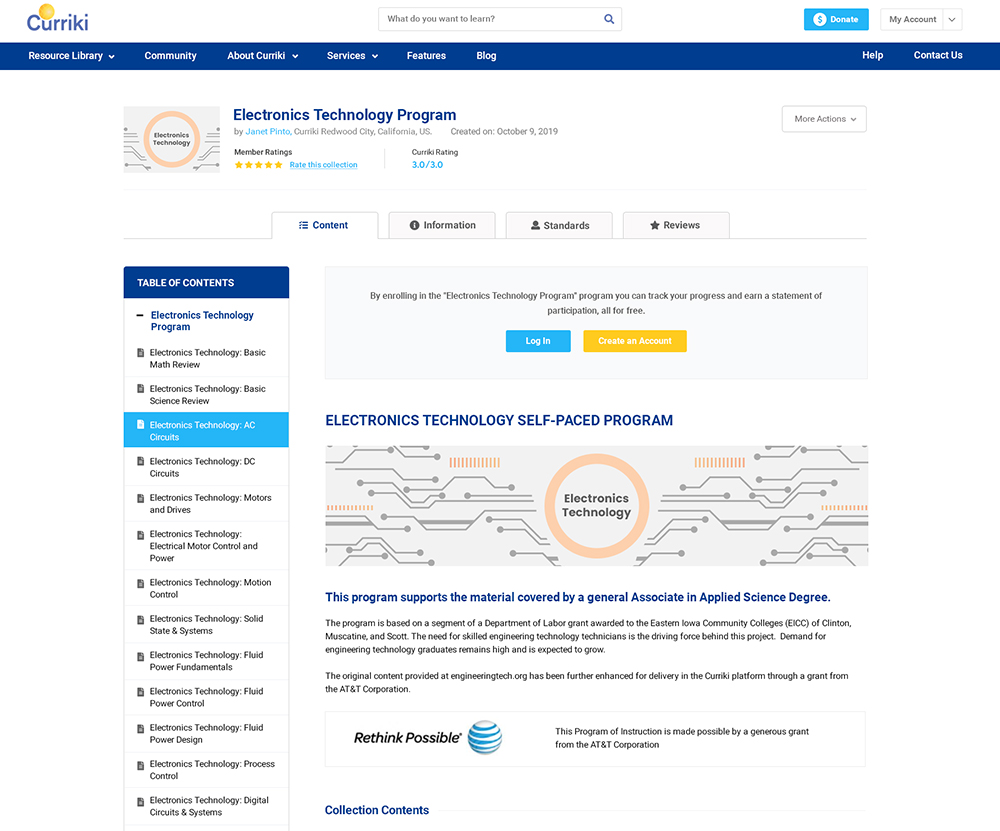 Curriki
What do you want to learn?
$ Donate
My Account
Resource Library
Community
About Curriki
Services
Features
Blog
Help
Contact Us
Electronics
Technology
Electronics Technology Program
by Janet Pinto, Curriki Redwood City, California, US.
Created on: October 9, 2019
Member Ratings
Rate this collection
Curriki Rating
3.0/3.0
More Actions
Content
Information
Standards
Reviews
TABLE OF CONTENTS
Electronics Technology
Program
Electronics Technology: Basic
Math Review
Electronics Technology: Basic
Science Review
Electronics Technology: AC
Circuits
Electronics Technology: DC
Circuits
Electronics Technology: Motors
and Drives
Electronics Technology:
Electrical Motor Control and
Power
Electronics Technology: Motion
Control
Electronics Technology: Solid
State & Systems
Electronics Technology: Fluid
Power Fundamentals
Electronics Technology: Fluid
Power Control
Electronics Technology: Fluid
Power Design
Electronics Technology: Process
Control
Electronics Technology: Digital
Circuits & Systems
By enrolling in the "Electronics Technology Program" program you can track your progress and earn a statement of
participation, all for free.
Log In
Create an Account
ELECTRONICS TECHNOLOGY SELF-PACED PROGRAM
Electronics
Technology
This program supports the material covered by a general Associate in Applied Science Degree.
The program is based on a segment of a Department of Labor grant awarded to the Eastern Iowa Community Colleges (EICC) of Clinton,
Muscatine, and Scott. The need for skilled engineering technology technicians is the driving force behind this project. Demand for
engineering technology graduates remains high and is expected to grow.
The original content provided at engineeringtech.org has been further enhanced for delivery in the Curriki platform through a grant from
the AT&T Corporation.
Rethink Possible
This Program of Instruction is made possible by a generous grant
from the AT&T Corporation
Collection Contents